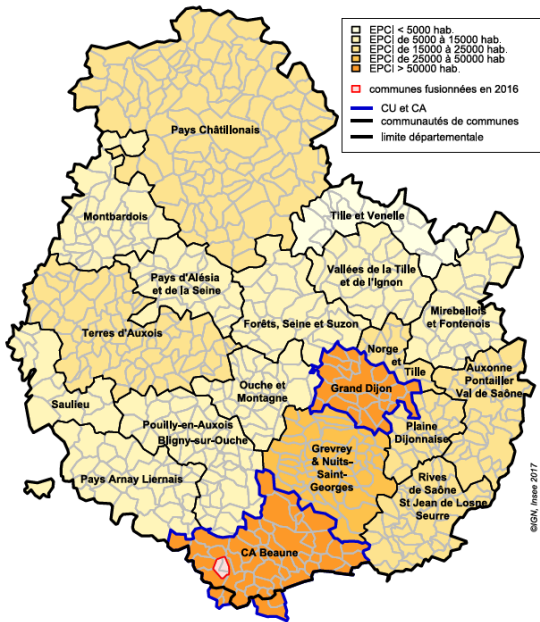 EPCI < 5000 hab.
EPCI de 5000 à 15000 hab.
EPCI de 15000 à 25000 hab.
EPCI de 25000 à 50000 hab
EPCI > 50000 hab.
communes fusionnées en 2016
CU et CA
communautés de communes
limite départementale
Pays Châtillonais
Montbardois
Tille et Venelle
Pays d'Alésia
et de la Seine
Vallées de la Tille
et de l'Ignon
Mirebellois
et Fontenois
Terres d'Auxois
Forêts, Seine et Suzon
Norge
et
Tille
Auxonne
Pontailler
Val de Saône
Grand Dijon
Ouche et
Montagne
Saulieu
Pouilly-en-Auxois
Bligny-sur-Ouche
Plaine
Dijonnaise
Grevrey
& Nuits-
Saint-
Georges
Pays Arnay Liernais
Rives
de Saône
St Jean de Losne
Seurre
CA Beaune
©IGN, Insee 2017